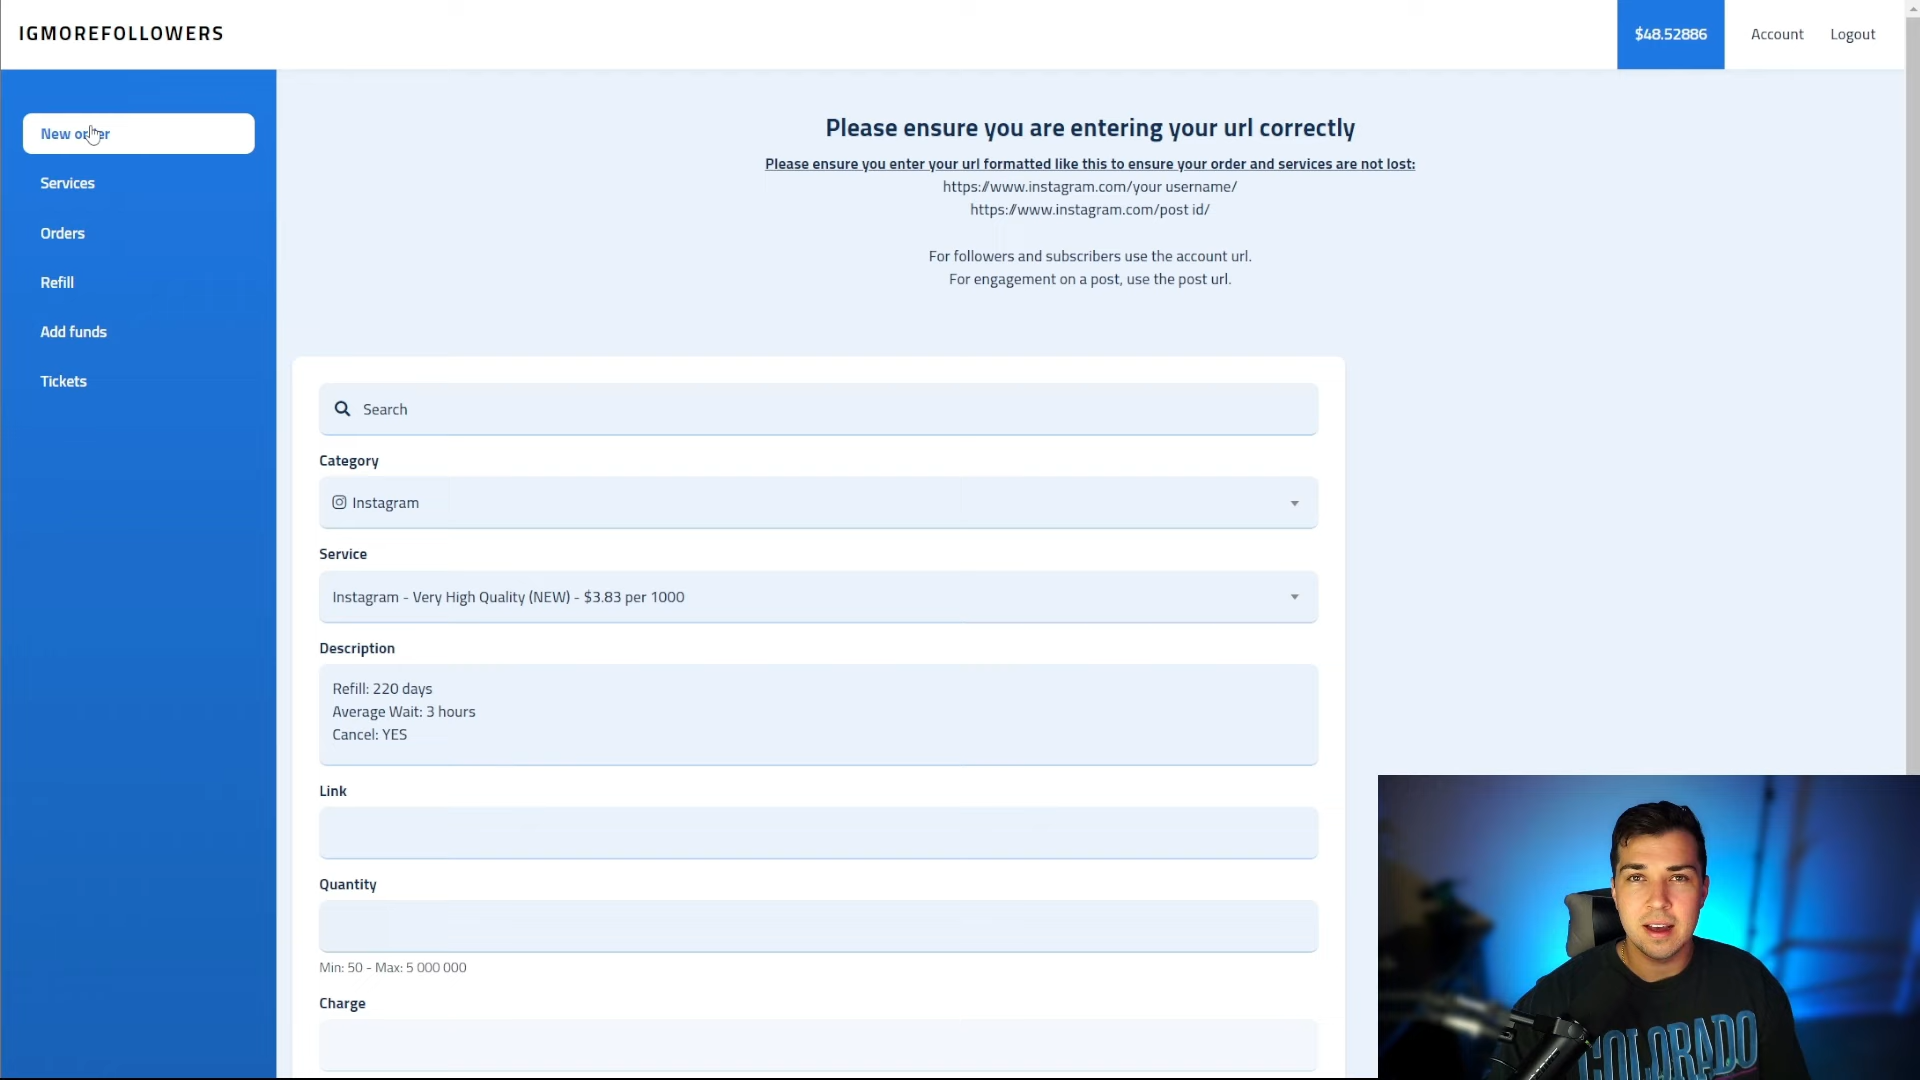 IGMOREFOLLOWERS
$48.52886
Account
Logout
New order
Services
Orders
Refill
Add funds
Tickets
Please ensure you are entering your url correctly
Please ensure you enter your url formatted like this to ensure your order and services are not lost:
https://www.instagram.com/your username/
https://www.instagram.com/post id/
For followers and subscribers use the account url.
For engagement on a post, use the post url.
Search
Category
Instagram
Service
Instagram - Very High Quality (NEW) - $3.83 per 1000
Description
Refill: 220 days
Average Wait: 3 hours
Cancel: YES
Link
Quantity
Min: 50 - Max: 5 000 000
Charge
COLORADO